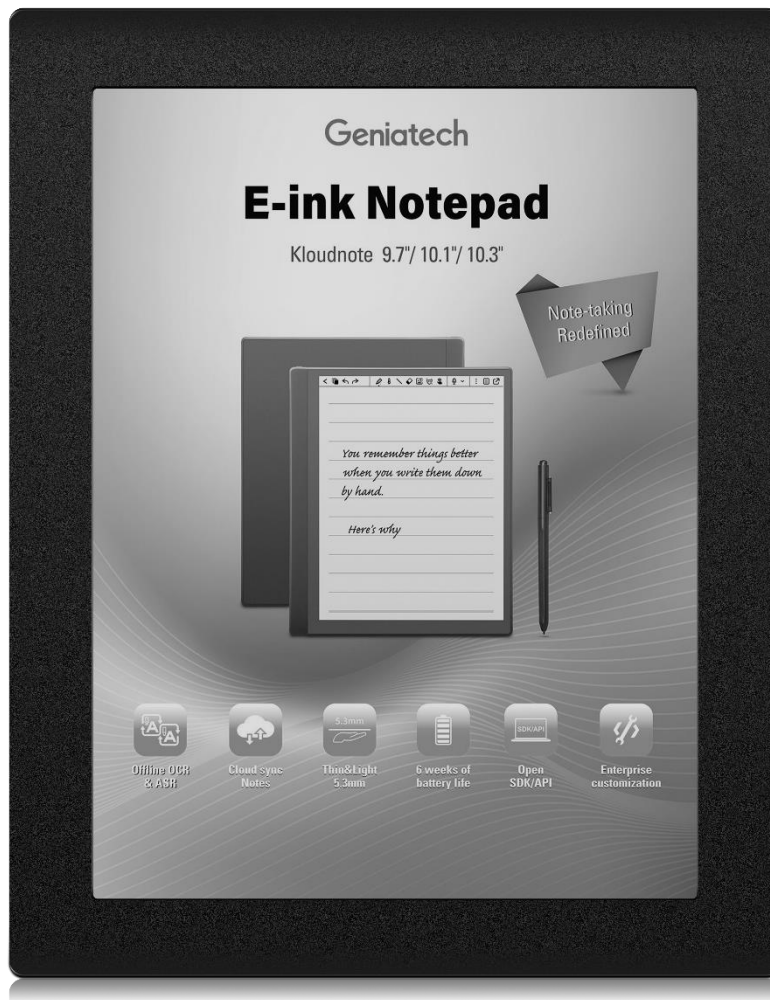 Geniatech
E-ink Notepad
Kloudnote 9.7"/ 10.1"/ 10.3"
Note-taking
Redefined
You remember things better
when you write them down
by hand.
Here's why
A A
5.3mm
SDK/API
Offline OCR
& ASR
Cloud sync
Notes
Thin&Light
5.3mm
6 weeks of
battery life
Open
SDK/API
Enterprise
customization